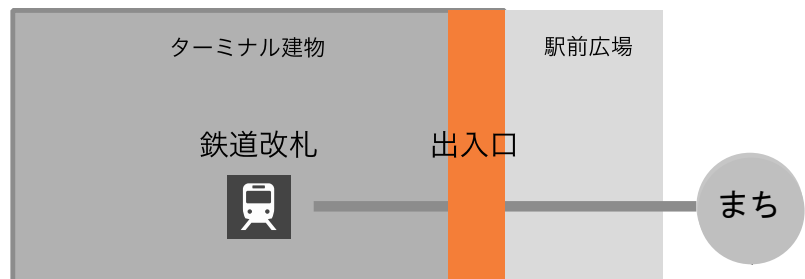 ターミナル建物
駅前広場
鉄道改札
出入口
まち